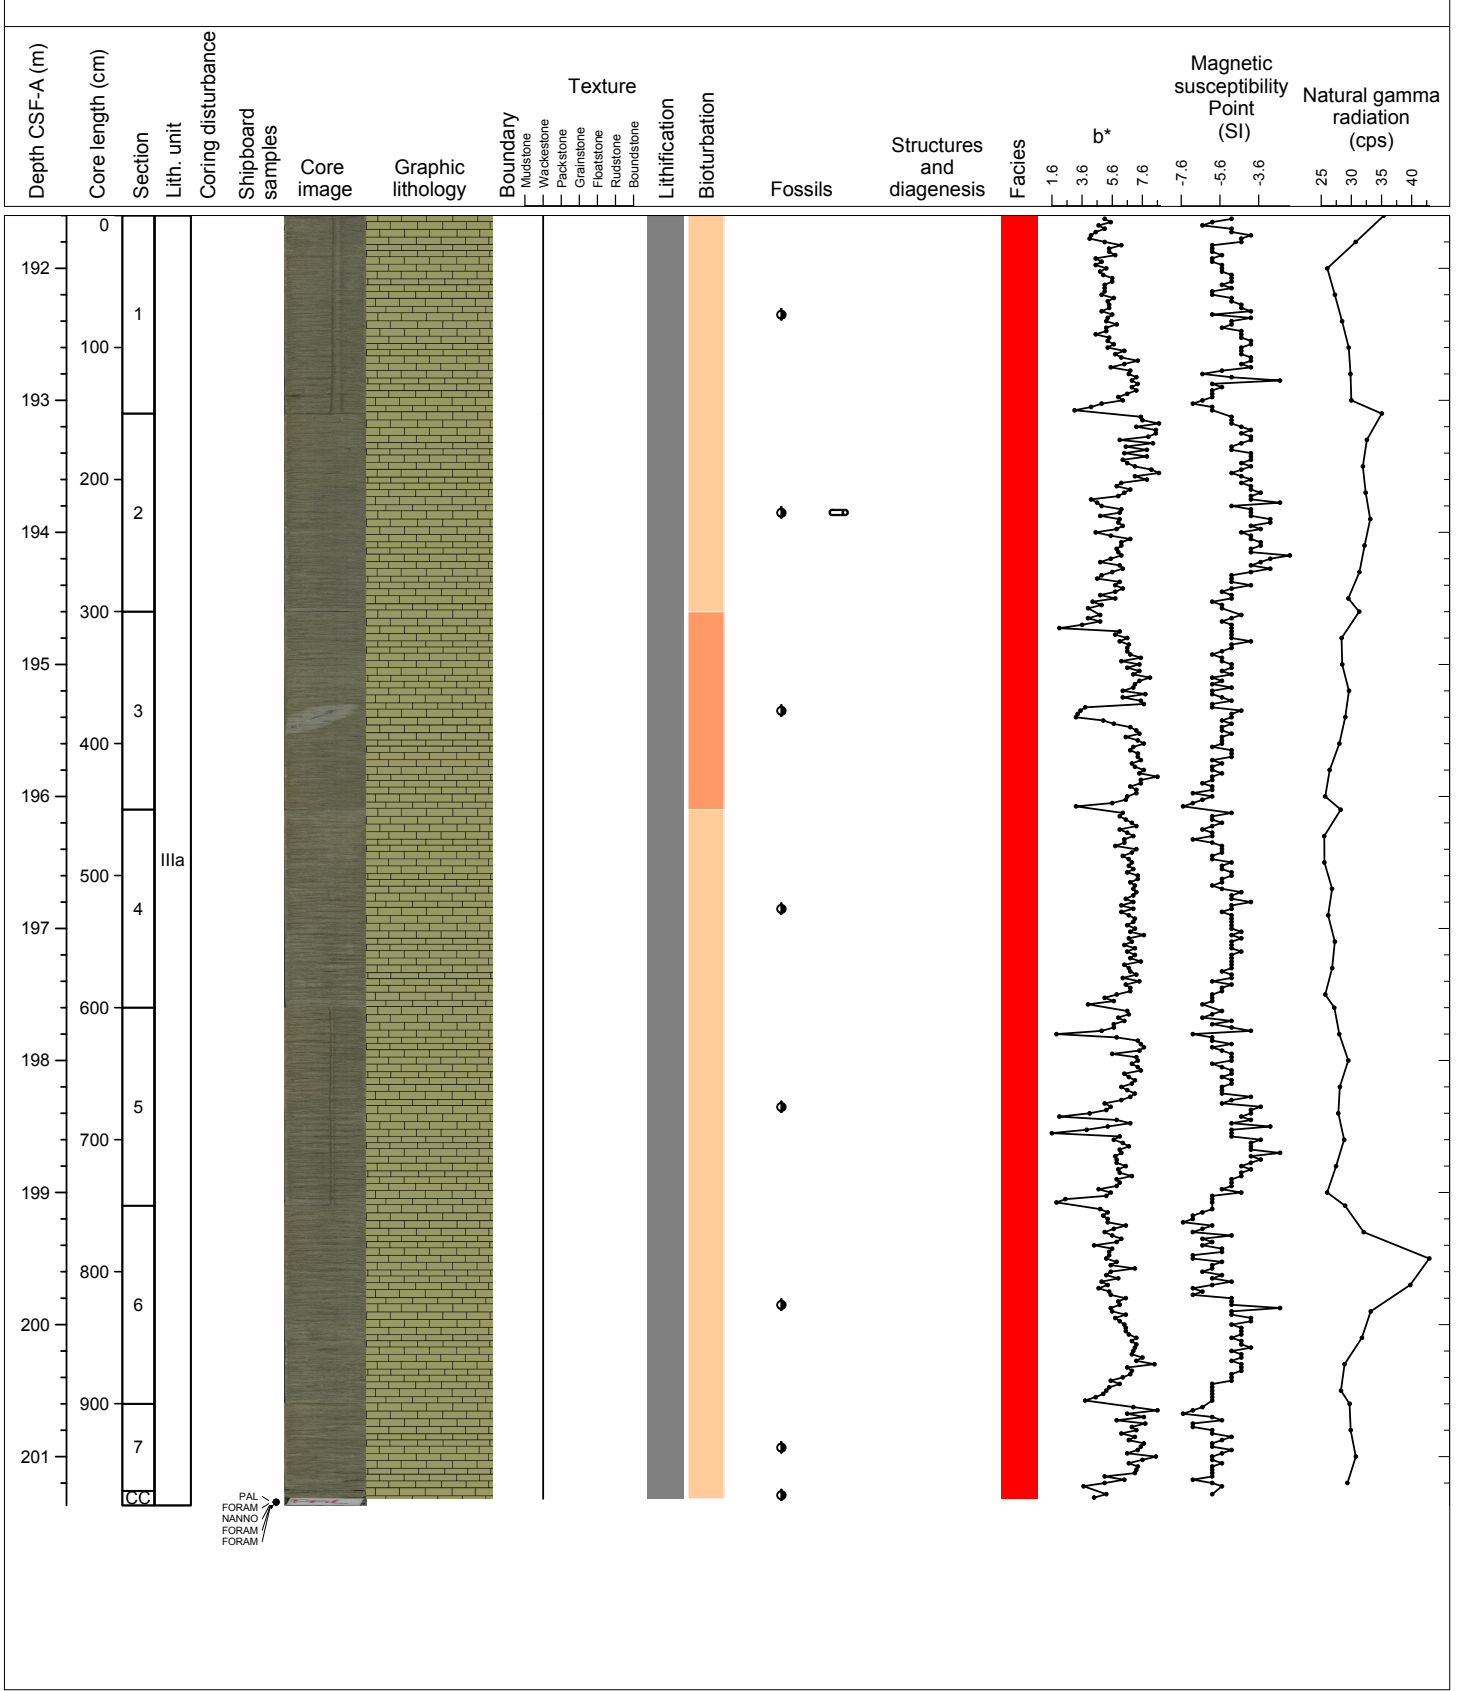 Depth CSF-A (m)
Core length (cm)
Section
Lith. unit
Coring disturbance
Shipboard
samples
Core
image
Graphic
lithology
Boundary
Texture
Mudstone
Wackestone
Packstone
Grainstone
Floatstone
Rudstone
Boundstone
Lithification
Bioturbation
Fossils
Structures
and
diagenesis
Facies
b*
1.6
3.6
5.6
7.6
Magnetic
susceptibility
Point
(SI)
-7.6
-5.6
-3.6
Natural gamma
radiation
(cps)
25
30
35
40
192
193
194
195
196
197
198
199
200
201
0
100
200
300
400
500
600
700
800
900
1
2
3
4
5
6
7
CC
IIIa
PAL
FORAM
NANNO
FORAM
FORAM
PAL